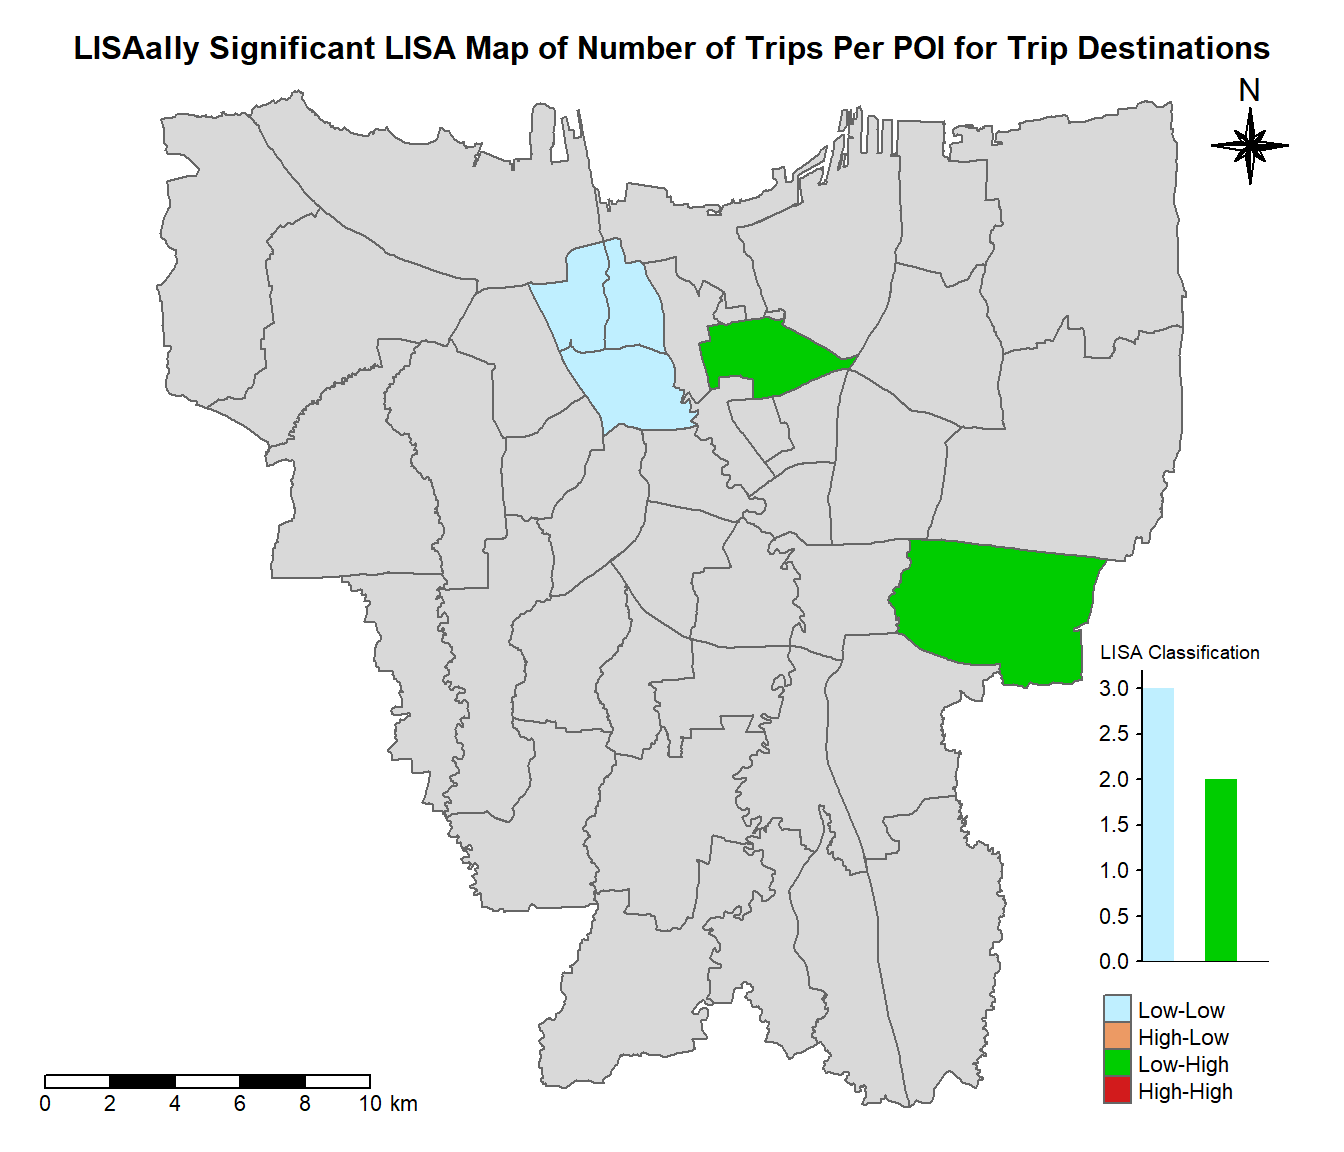 LISAally Significant LISA Map of Number of Trips Per POI for Trip Destinations
N
LISA Classification
3.0
2.5
2.0
1.5
1.0
0.5
0.0
Low-Low
High-Low
Low-High
High-High
0 2 4 6 8 10 km